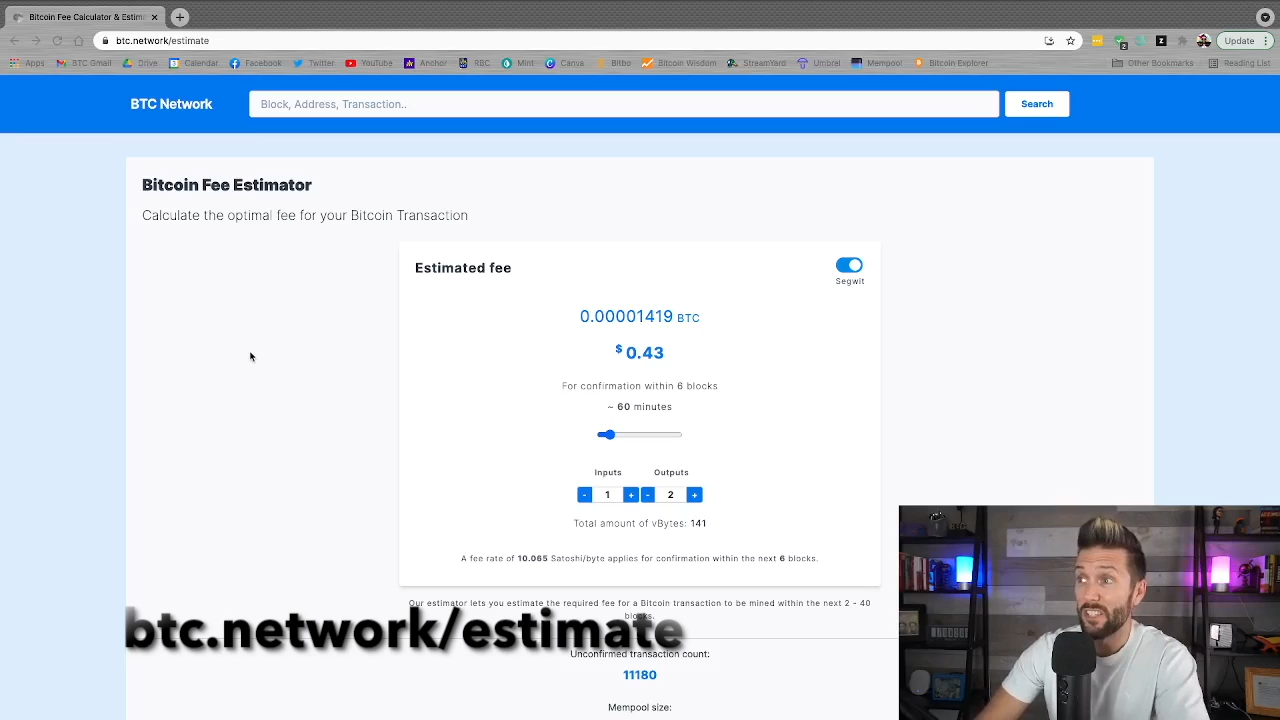 Bitcoin Fee Calculator & Estim
btc.network/estimate
Update
Apps BTC Gmail Drive Calendar Facebook Twitter YouTube Anchor RBC Mint Canva Bitbo Bitcoin Wisdom StreamYard Umbrel Mempool Bitcoin Explorer Other Bookmarks Reading List
BTC Network Block, Address, Transaction.. Search
Bitcoin Fee Estimator
Calculate the optimal fee for your Bitcoin Transaction
Estimated fee
Segwit
0.00001419 BTC
$ 0.43
For confirmation within 6 blocks
~ 60 minutes
Inputs Outputs
- 1 + - 2 +
Total amount of vBytes: 141
A fee rate of 10.065 Satoshi/byte applies for confirmation within the next 6 blocks.
Our estimator lets you estimate the required fee for a Bitcoin transaction to be mined within the next 2 - 40
blocks.
btc.network/estimate
Unconfirmed transaction count:
11180
Mempool size: